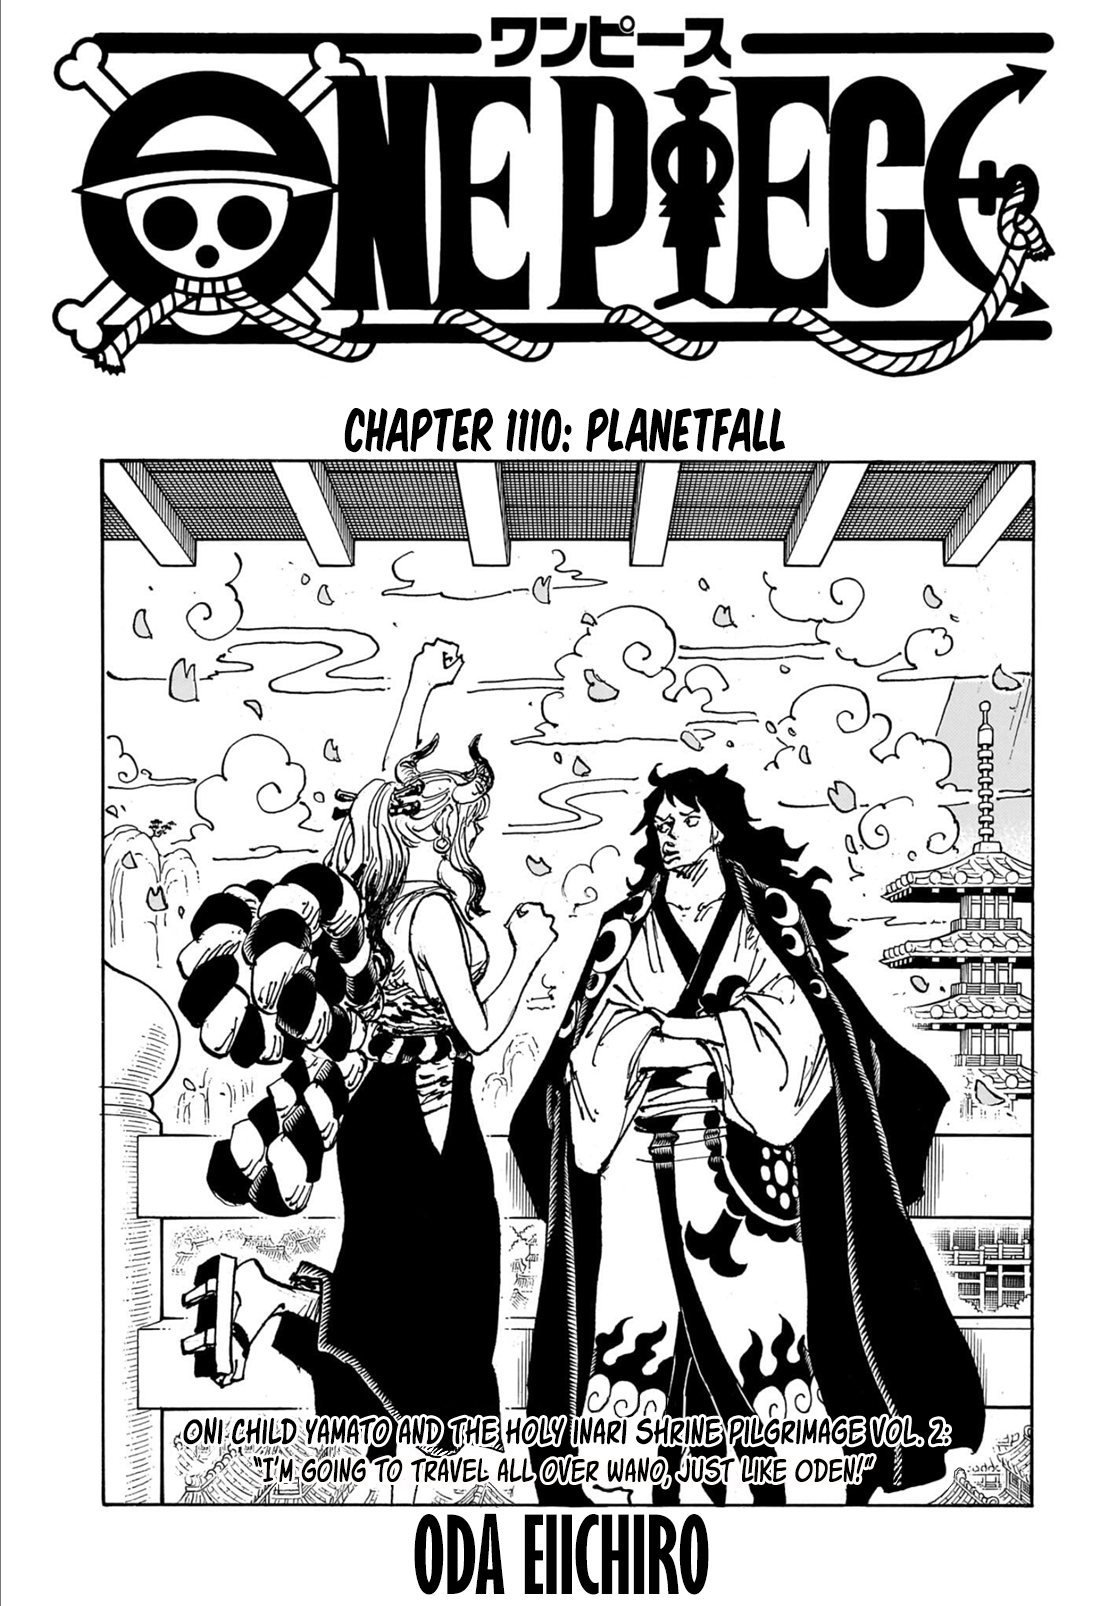 ワンピース
ONE PIECE
CHAPTER 1110: PLANETFALL
ONI CHILD YAMATO AND THE HOLY INARI SHRINE PILGRIMAGE VOL. 2:
"I'M GOING TO TRAVEL ALL OVER WANO, JUST LIKE ODEN!"
ODA EIICHIRO